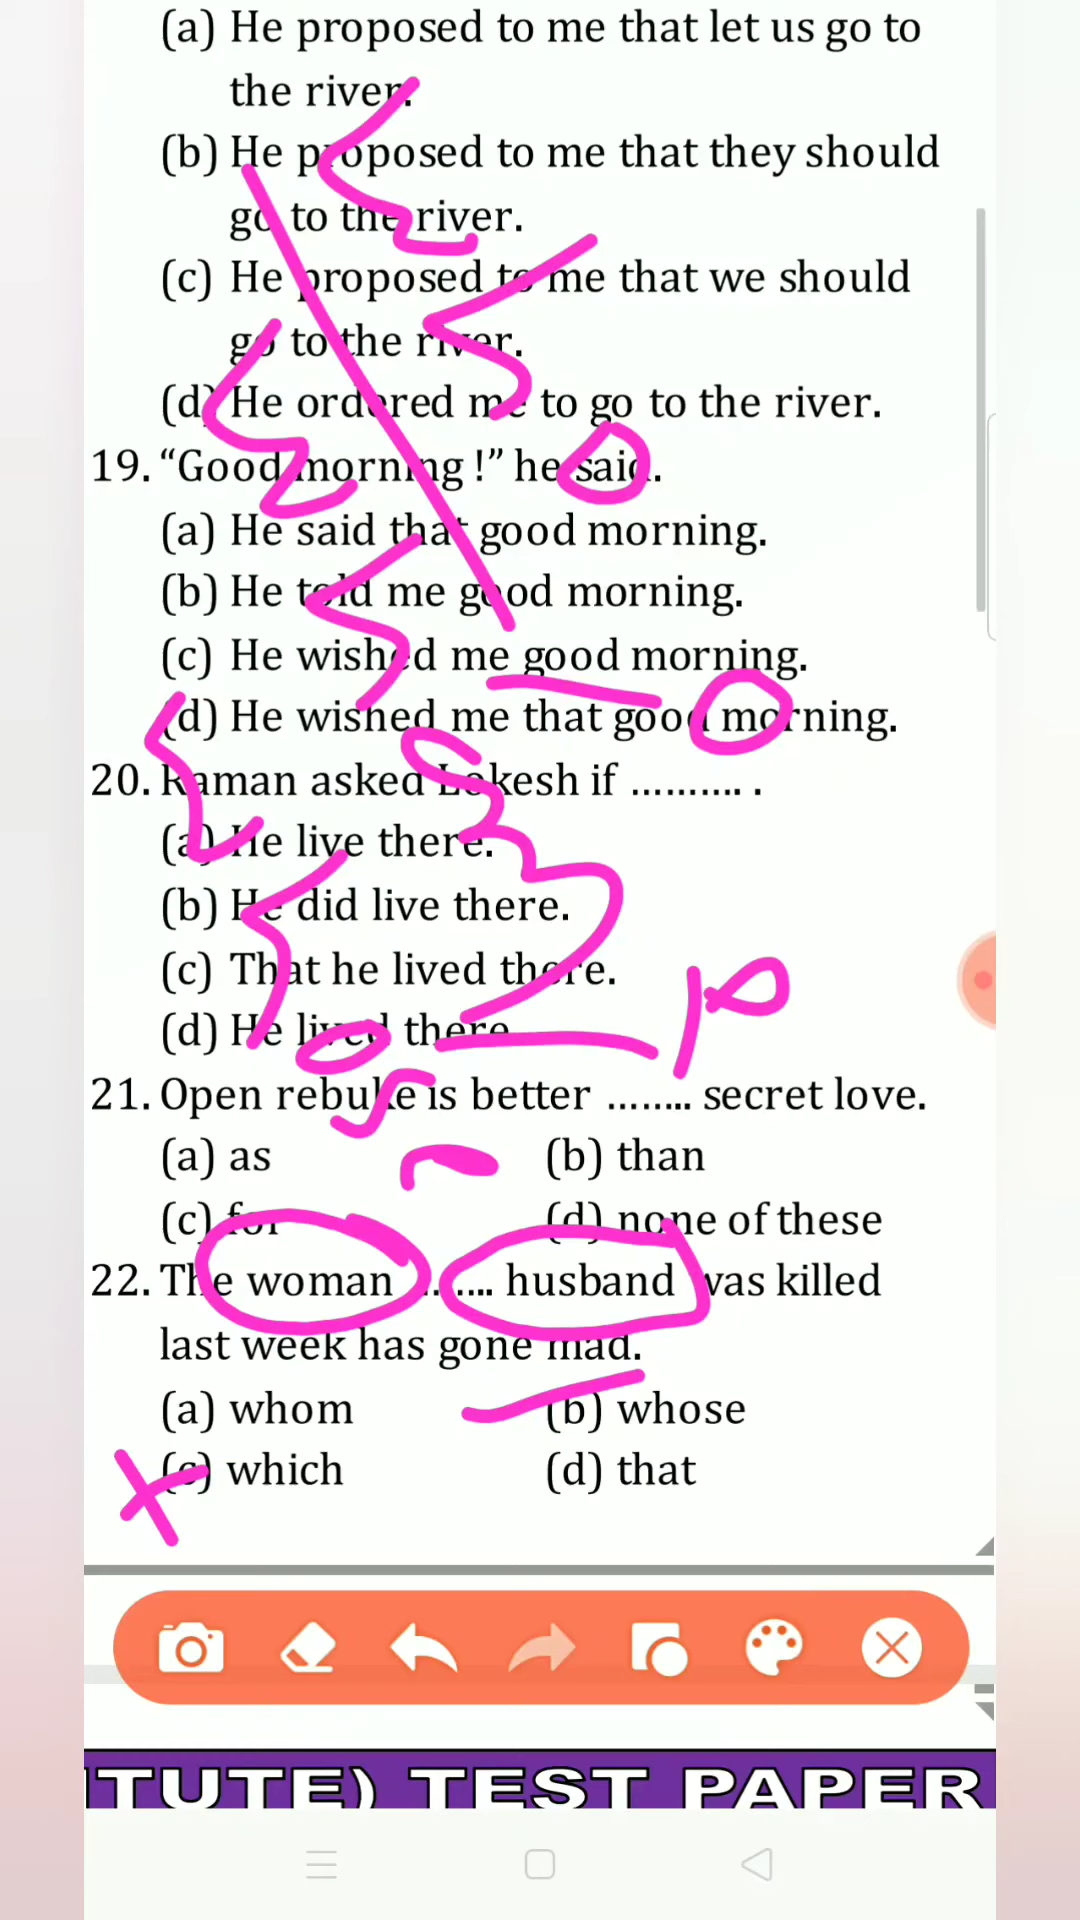 (a) He proposed to me that let us go to
the river.
(b) He proposed to me that they should
go to the river.
(c) He proposed to me that we should
go to the river.
(d) He ordered me to go to the river.
19. “Good morning !” he said.
(a) He said that good morning.
(b) He told me good morning.
(c) He wished me good morning.
(d) He wished me that good morning.
20. Raman asked Lokesh if .......... .
(a) He live there.
(b) He did live there.
(c) That he lived there.
(d) He lived there.
21. Open rebuke is better ........ secret love.
(a) as (b) than
(c) for (d) none of these
22. The woman ...... husband was killed
last week has gone mad.
(a) whom (b) whose
(c) which (d) that
TUTE) TEST PAPER